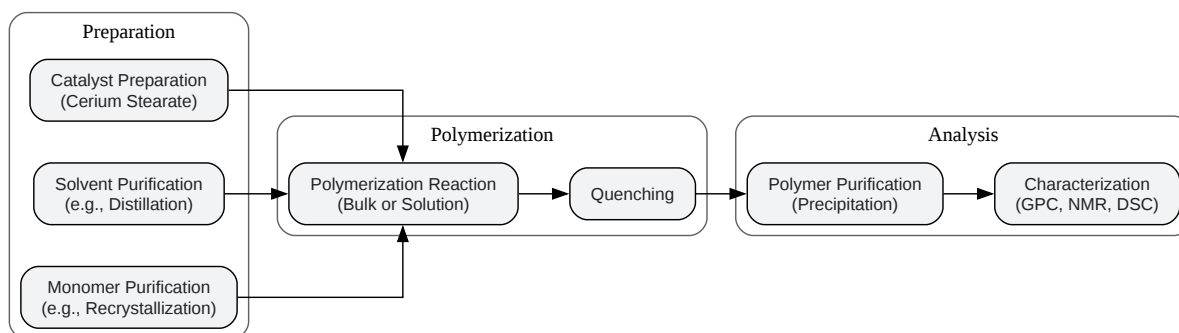 Preparation
Catalyst Preparation
(Cerium Stearate)
Solvent Purification
(e.g., Distillation)
Monomer Purification
(e.g., Recrystallization)
Polymerization
Polymerization Reaction
(Bulk or Solution)
Quenching
Analysis
Polymer Purification
(Precipitation)
Characterization
(GPC, NMR, DSC)